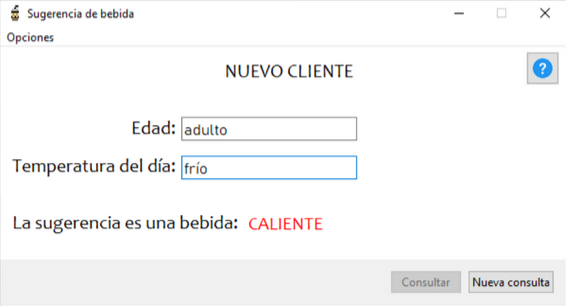 Sugerencia de bebida
Opciones
NUEVO CLIENTE
?
Edad: adulto
Temperatura del día: frío
La sugerencia es una bebida: CALIENTE
Consultar Nueva consulta